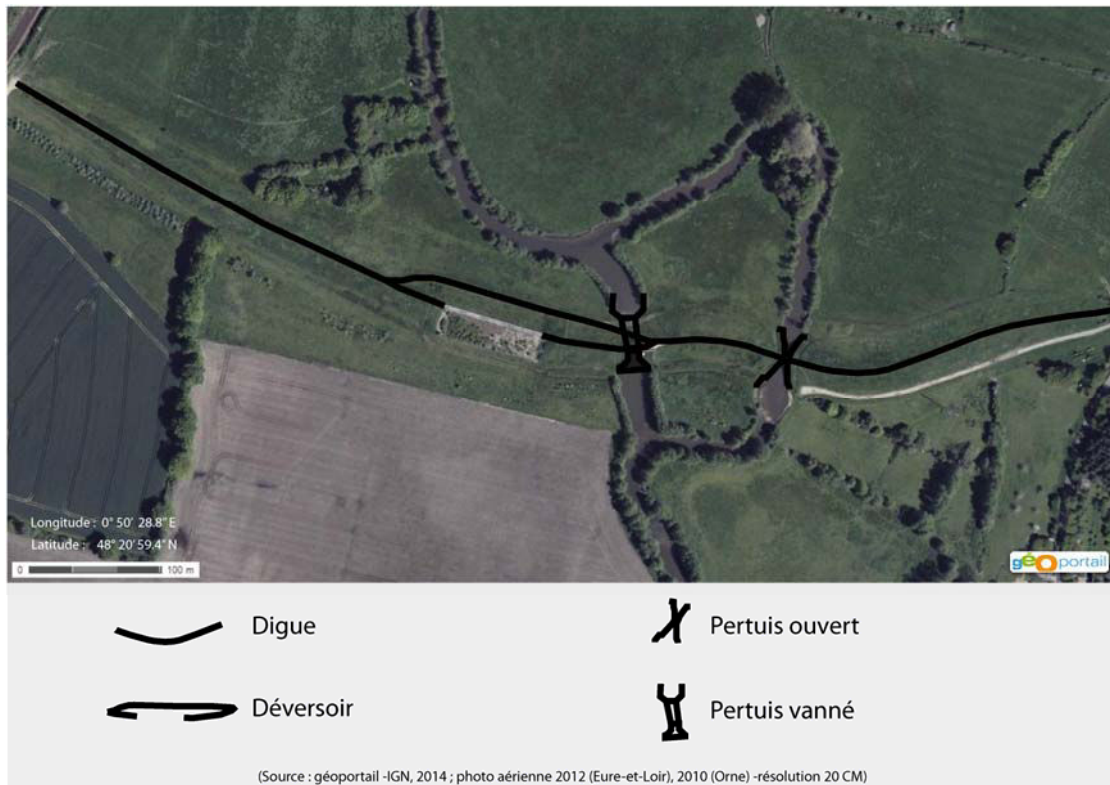 Longitude : 0° 50' 28.8" E
Latitude : 48° 20' 59.4" N
0 100 m
géOportail
Digue
Pertuis ouvert
Déversoir
Pertuis vanné
(Source : géoportail -IGN, 2014 ; photo aérienne 2012 (Eure-et-Loir), 2010 (Orne) -résolution 20 CM)